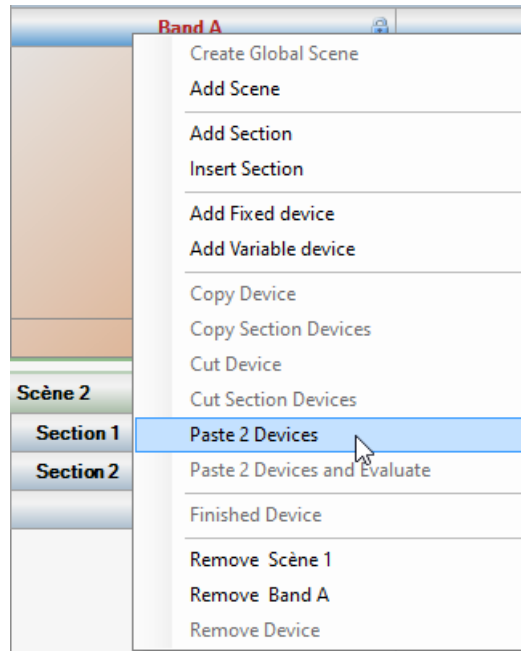 Band A
Create Global Scene
Add Scene
Add Section
Insert Section
Add Fixed device
Add Variable device
Copy Device
Copy Section Devices
Cut Device
Cut Section Devices
Paste 2 Devices
Paste 2 Devices and Evaluate
Finished Device
Remove Scène 1
Remove Band A
Remove Device
Scène 2
Section 1
Section 2